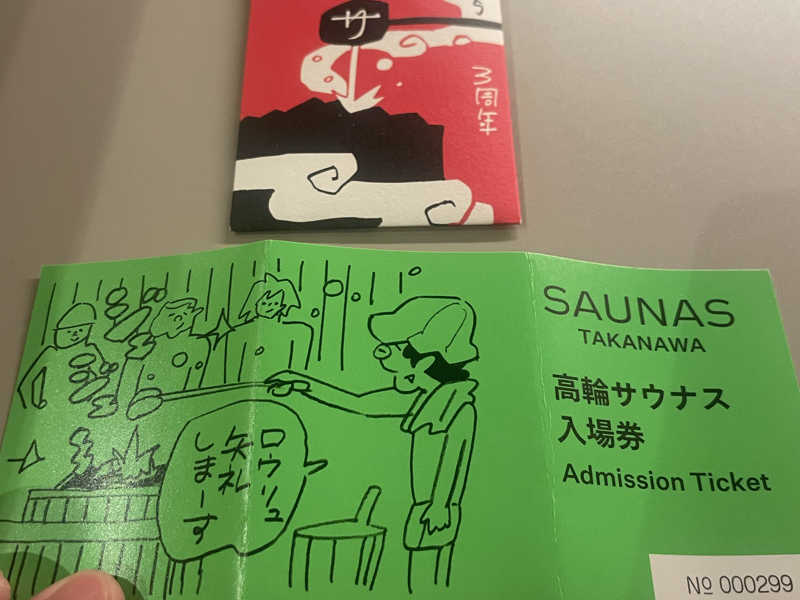 サ
3周年
SAUNAS
TAKANAWA
高輪サウナス
入場券
Admission Ticket
ロウリュ
失礼
しまーす
№ 000299